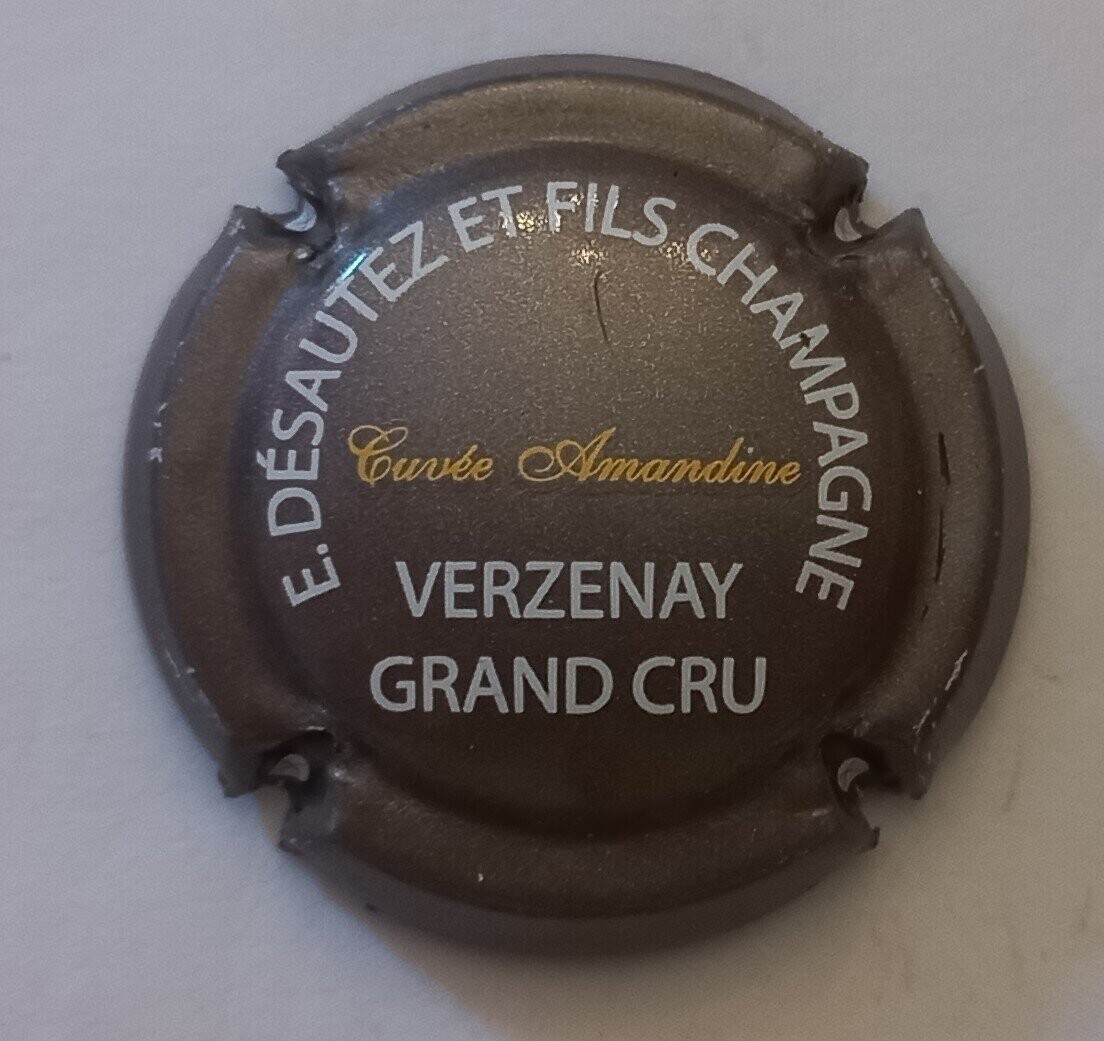 E. DÉSAUTEZ ET FILS CHAMPAGNE
Cuvée Amandine
VERZENAY
GRAND CRU